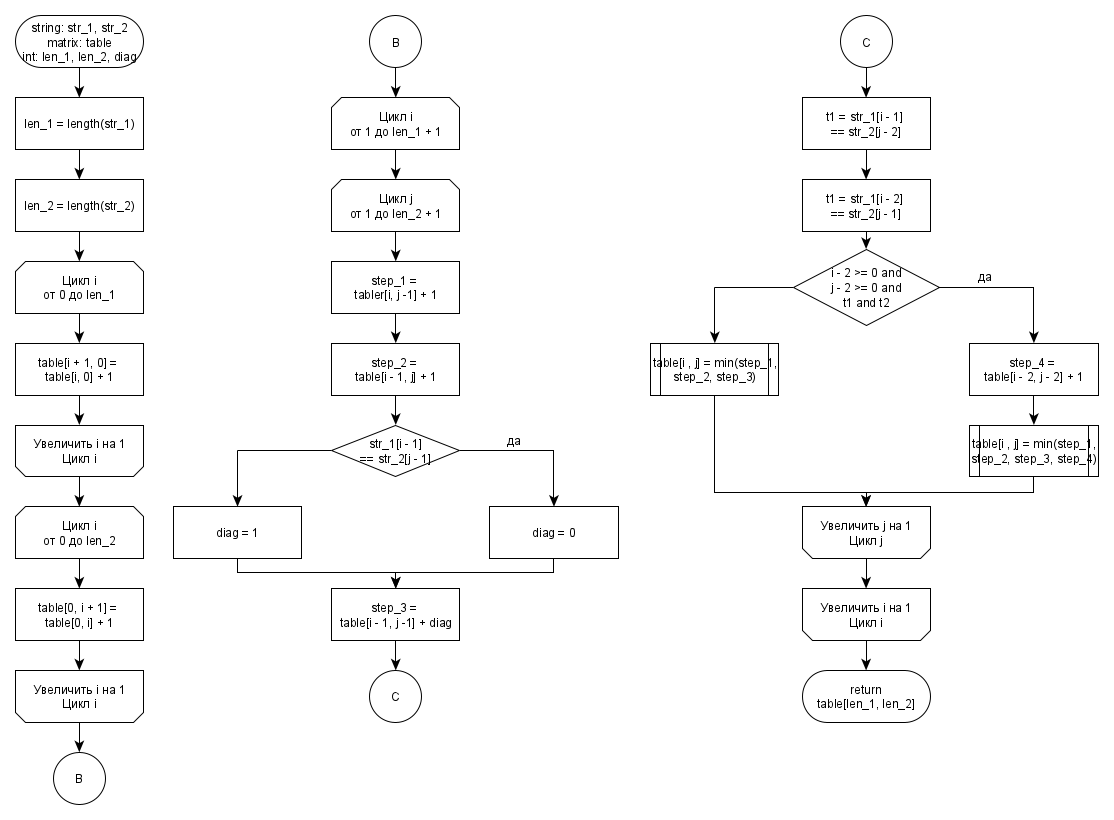 string: str_1, str_2
matrix: table
int: len_1, len_2, diag
len_1 = length(str_1)
len_2 = length(str_2)
Цикл i
от 0 до len_1
table[i + 1, 0] =
table[i, 0] + 1
Увеличить i на 1
Цикл i
Цикл i
от 0 до len_2
table[0, i + 1] =
table[0, i] + 1
Увеличить i на 1
Цикл i
B
B
Цикл i
от 1 до len_1 + 1
Цикл j
от 1 до len_2 + 1
step_1 =
tabler[i, j -1] + 1
step_2 =
table[i - 1, j] + 1
str_1[i - 1]
== str_2[j - 1]
да
diag = 1
diag = 0
step_3 =
table[i - 1, j -1] + diag
C
C
t1 = str_1[i - 1]
== str_2[j - 2]
t1 = str_1[i - 2]
== str_2[j - 1]
i - 2 >= 0 and
j - 2 >= 0 and
t1 and t2
да
table[i , j] = min(step_1,
step_2, step_3)
step_4 =
table[i - 2, j - 2] + 1
table[i , j] = min(step_1,
step_2, step_3, step_4)
Увеличить j на 1
Цикл j
Увеличить i на 1
Цикл i
return
table[len_1, len_2]